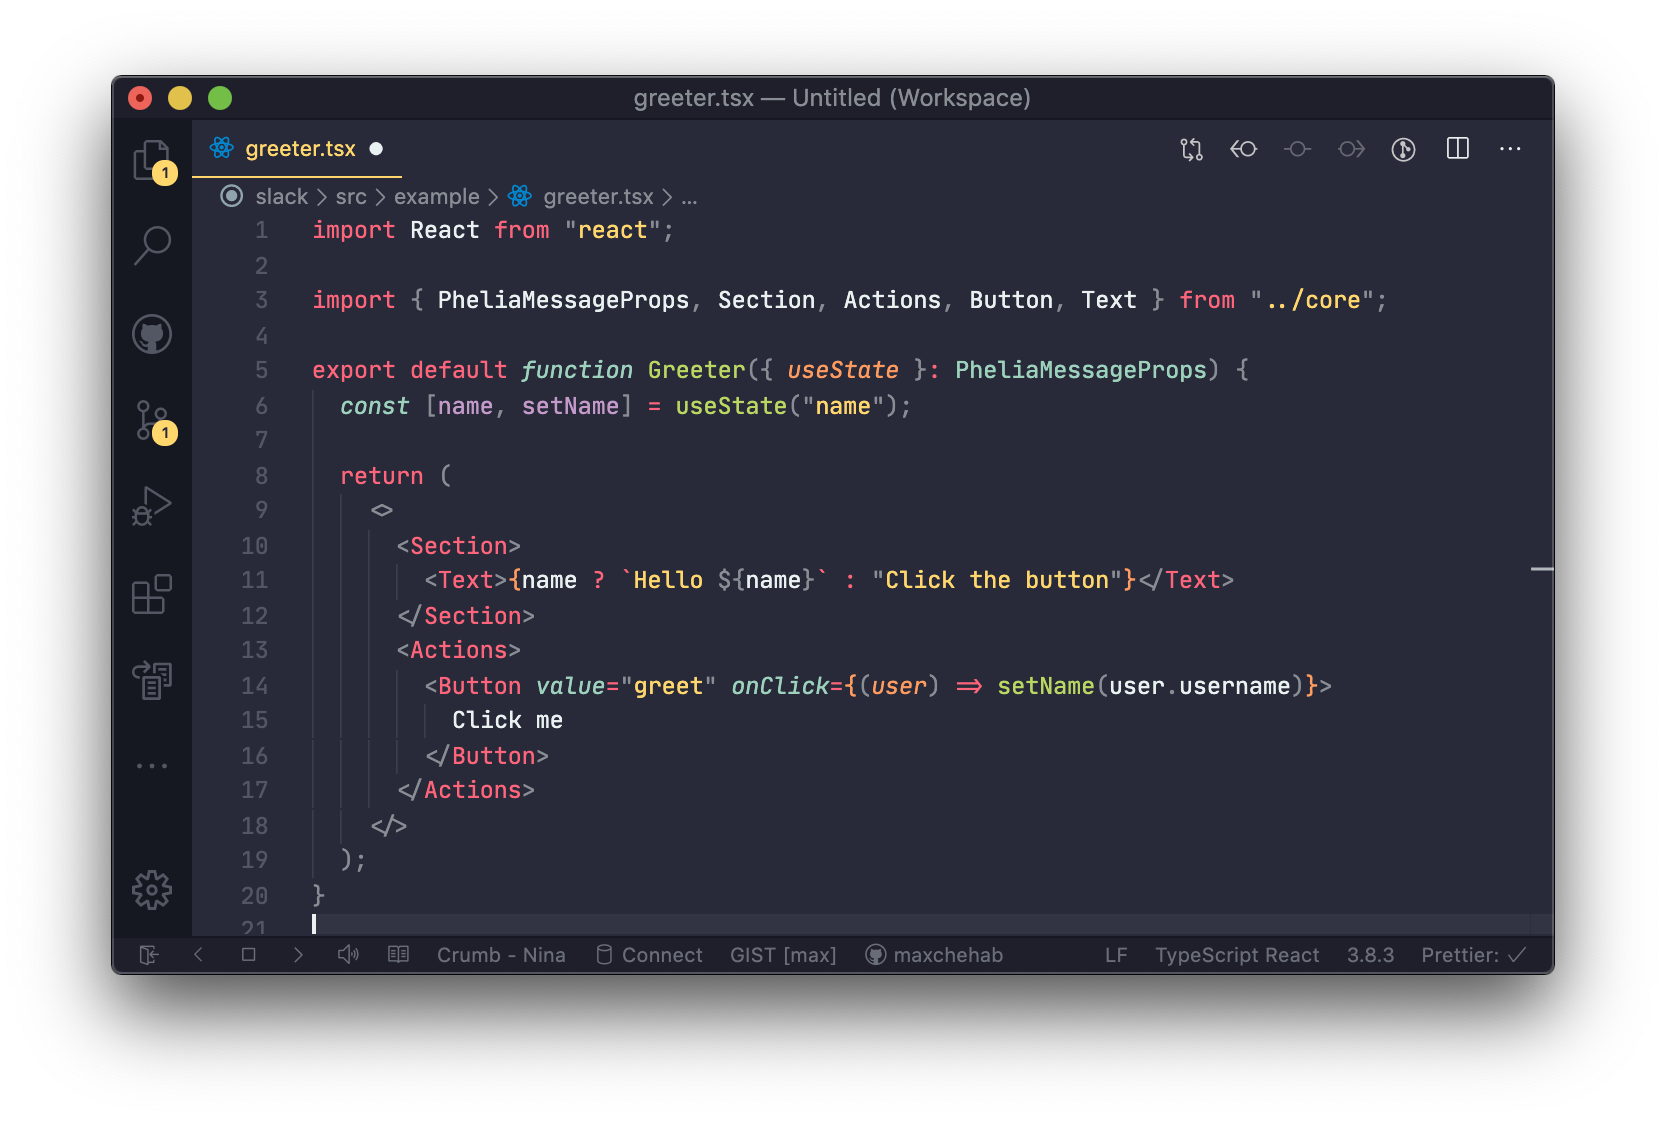 greeter.tsx — Untitled (Workspace)
greeter.tsx
slack > src > example > greeter.tsx > ...
1 import React from "react";
2
3 import { PheliaMessageProps, Section, Actions, Button, Text } from "../core";
4
5 export default function Greeter({ useState }: PheliaMessageProps) {
6 const [name, setName] = useState("name");
7
8 return (
9 <>
10 <Section>
11 <Text>{name ? `Hello ${name}` : "Click the button"}</Text>
12 </Section>
13 <Actions>
14 <Button value="greet" onClick={(user) => setName(user.username)}>
15 Click me
16 </Button>
17 </Actions>
18 </>
19 );
20 }
21
1
1
Crumb - Nina Connect GIST [max] maxchehab LF TypeScript React 3.8.3 Prettier: ✓